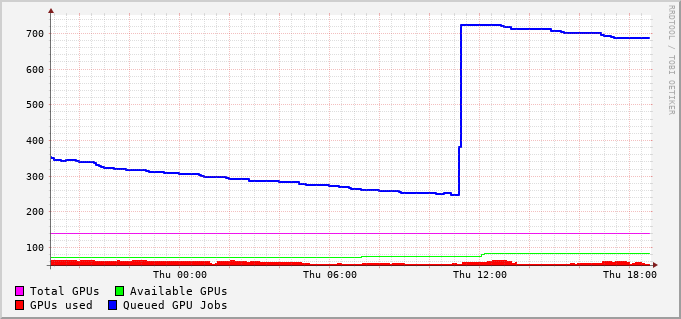 RRDTOOL / TOBI OETIKER
700
600
500
400
300
200
100
Thu 00:00 Thu 06:00 Thu 12:00 Thu 18:00
Total GPUs Available GPUs
GPUs used Queued GPU Jobs